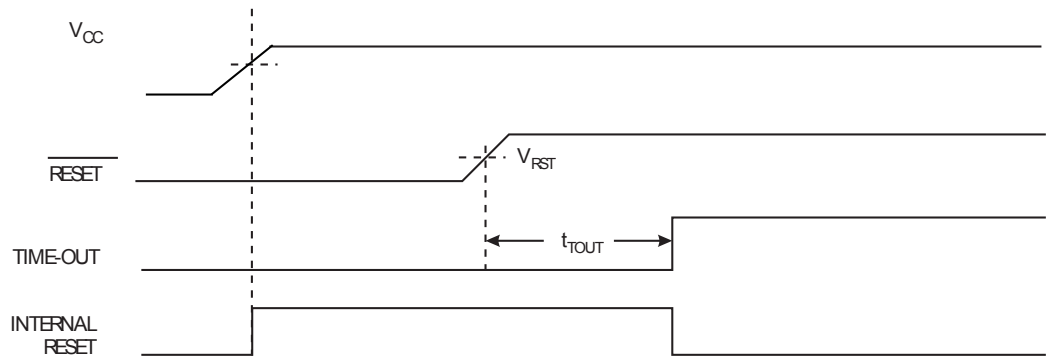 VCC
RESET
VRST
tTOUT
TIME-OUT
INTERNAL
RESET